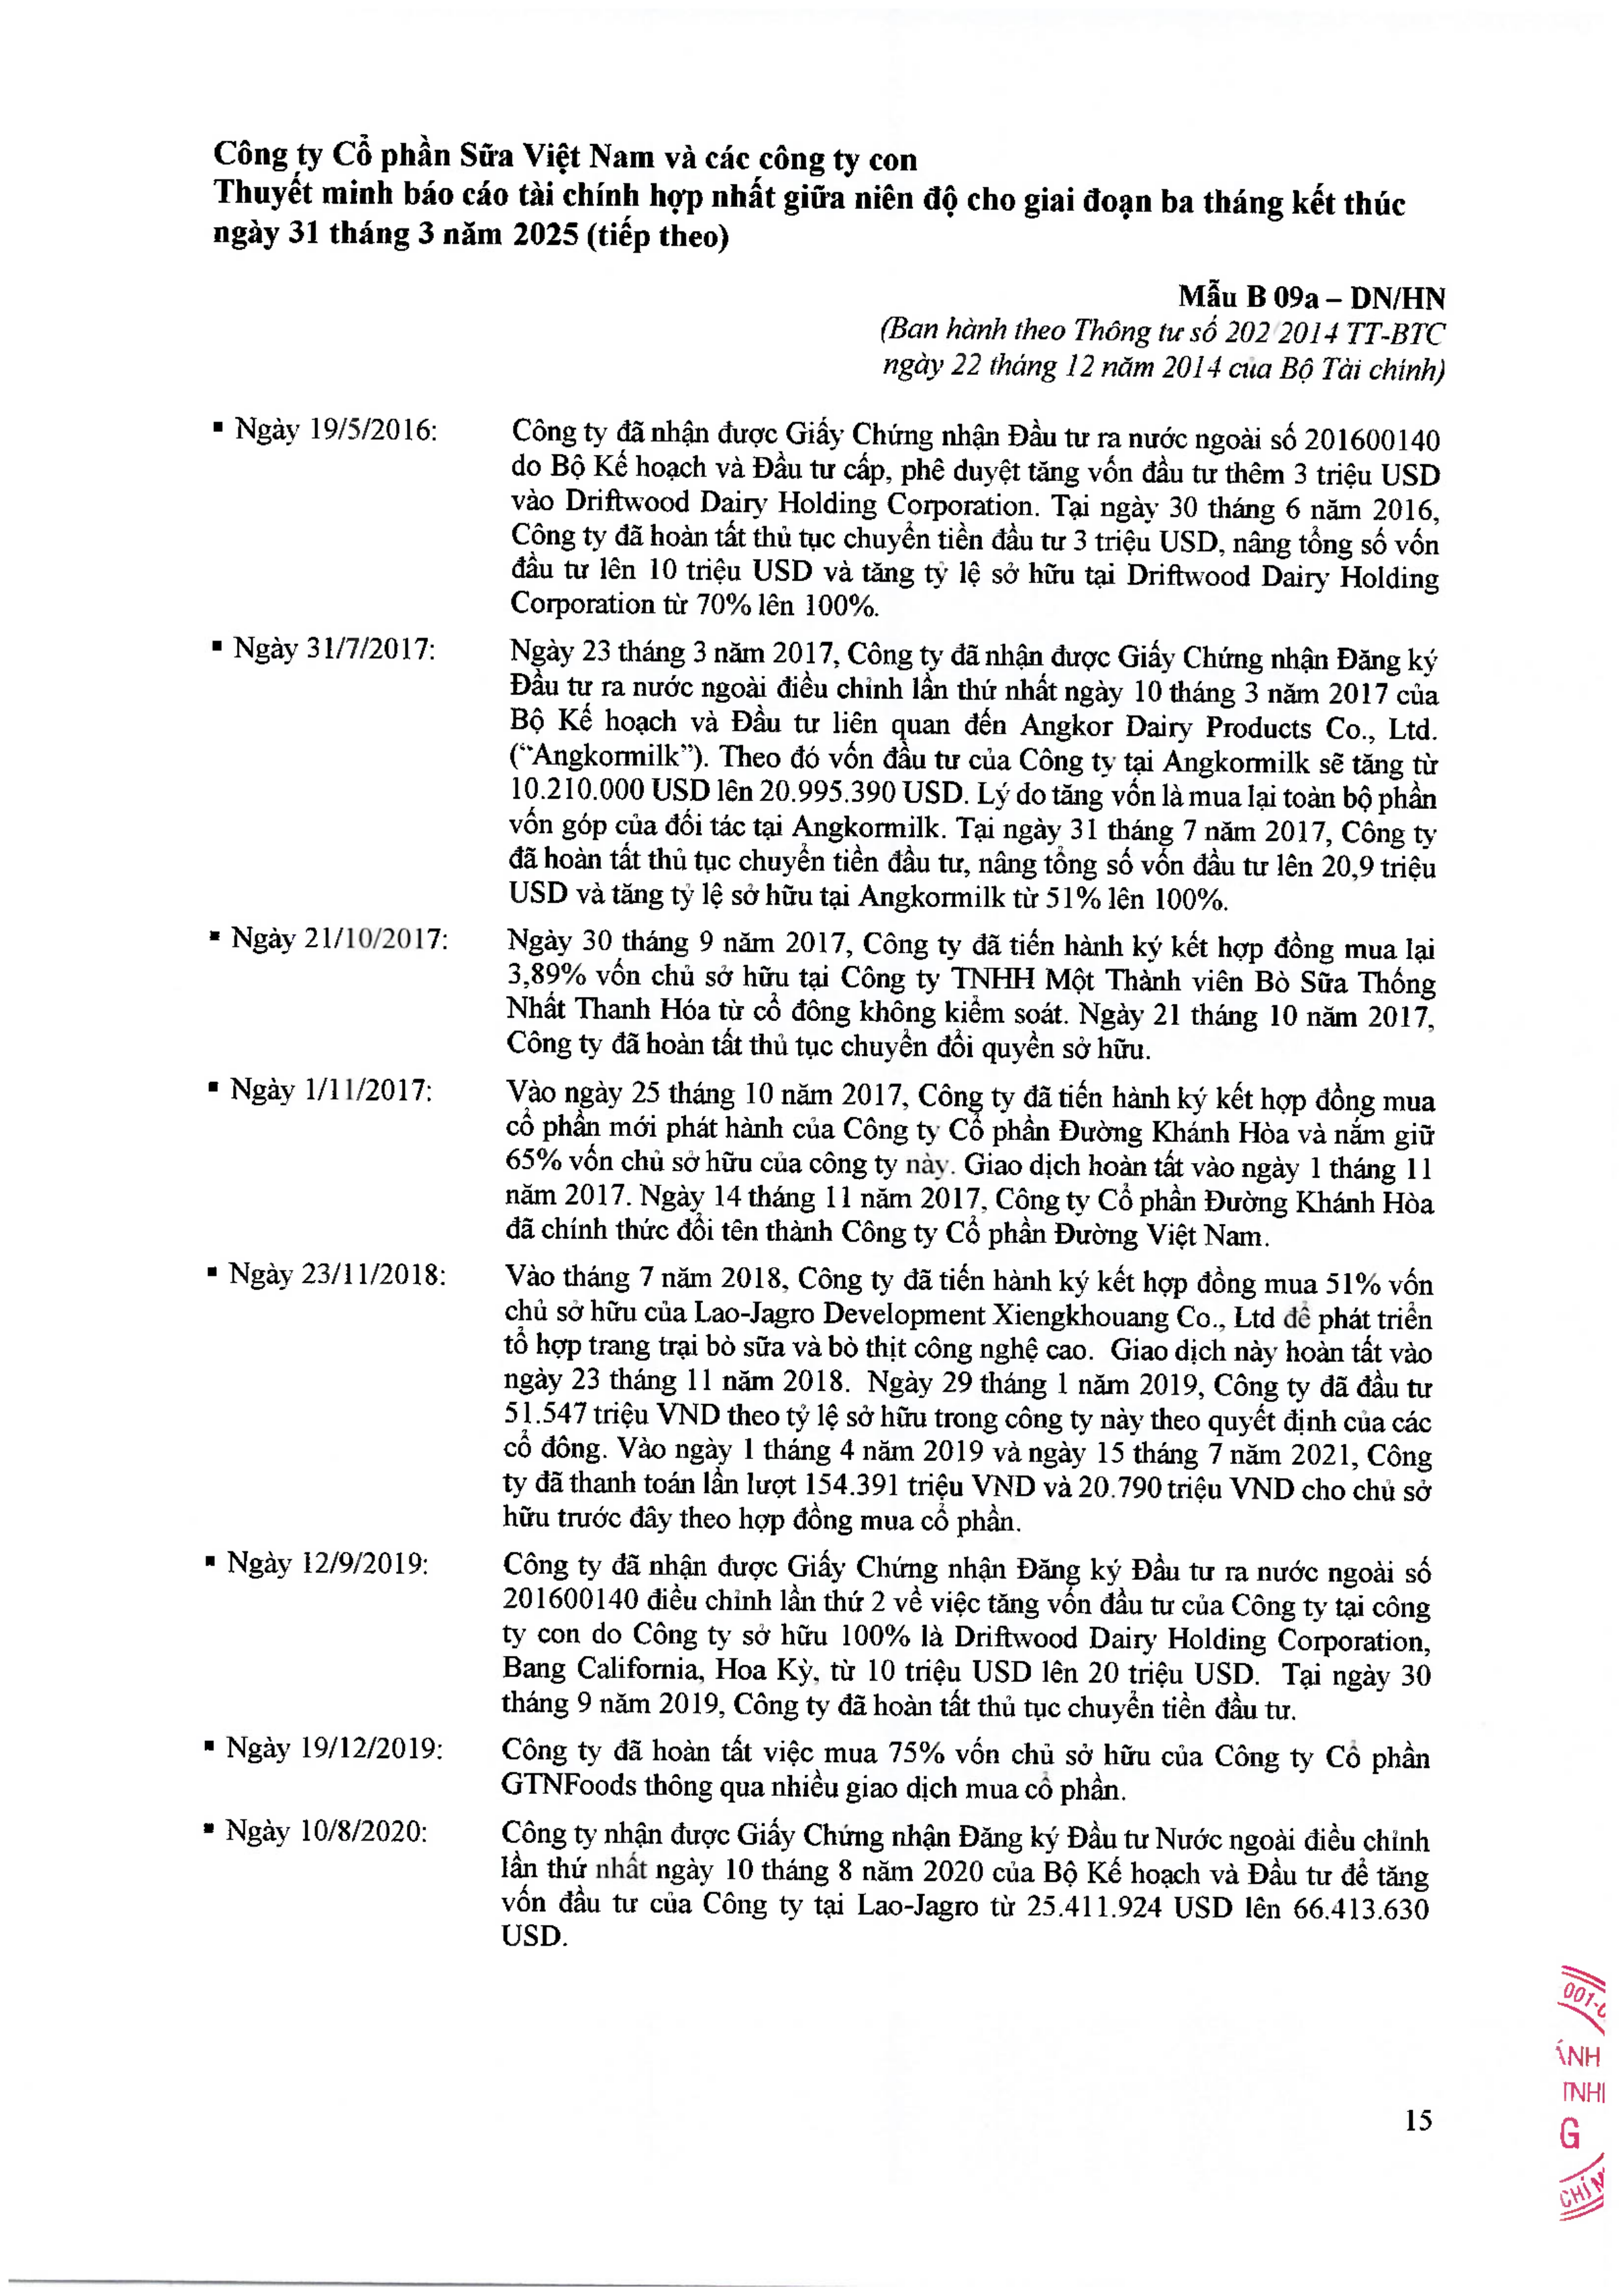 Công ty Cổ phần Sữa Việt Nam và các công ty con
Thuyết minh báo cáo tài chính hợp nhất giữa niên độ cho giai đoạn ba tháng kết thúc
ngày 31 tháng 3 năm 2025 (tiếp theo)
Mẫu B 09a – DN/HN
(Ban hành theo Thông tư số 202/2014 TT-BTC
ngày 22 tháng 12 năm 2014 của Bộ Tài chính)
▪ Ngày 19/5/2016:
Công ty đã nhận được Giấy Chứng nhận Đầu tư ra nước ngoài số 201600140
do Bộ Kế hoạch và Đầu tư cấp, phê duyệt tăng vốn đầu tư thêm 3 triệu USD
vào Driftwood Dairy Holding Corporation. Tại ngày 30 tháng 6 năm 2016,
Công ty đã hoàn tất thủ tục chuyển tiền đầu tư 3 triệu USD, nâng tổng số vốn
đầu tư lên 10 triệu USD và tăng tỷ lệ sở hữu tại Driftwood Dairy Holding
Corporation từ 70% lên 100%.
▪ Ngày 31/7/2017:
Ngày 23 tháng 3 năm 2017, Công ty đã nhận được Giấy Chứng nhận Đăng ký
Đầu tư ra nước ngoài điều chỉnh lần thứ nhất ngày 10 tháng 3 năm 2017 của
Bộ Kế hoạch và Đầu tư liên quan đến Angkor Dairy Products Co., Ltd.
(“Angkormilk”). Theo đó vốn đầu tư của Công ty tại Angkormilk sẽ tăng từ
10.210.000 USD lên 20.995.390 USD. Lý do tăng vốn là mua lại toàn bộ phần
vốn góp của đối tác tại Angkormilk. Tại ngày 31 tháng 7 năm 2017, Công ty
đã hoàn tất thủ tục chuyển tiền đầu tư, nâng tổng số vốn đầu tư lên 20,9 triệu
USD và tăng tỷ lệ sở hữu tại Angkormilk từ 51% lên 100%.
▪ Ngày 21/10/2017:
Ngày 30 tháng 9 năm 2017, Công ty đã tiến hành ký kết hợp đồng mua lại
3,89% vốn chủ sở hữu tại Công ty TNHH Một Thành viên Bò Sữa Thống
Nhất Thanh Hóa từ cổ đông không kiểm soát. Ngày 21 tháng 10 năm 2017,
Công ty đã hoàn tất thủ tục chuyển đổi quyền sở hữu.
▪ Ngày 1/11/2017:
Vào ngày 25 tháng 10 năm 2017, Công ty đã tiến hành ký kết hợp đồng mua
cổ phần mới phát hành của Công ty Cổ phần Đường Khánh Hòa và nắm giữ
65% vốn chủ sở hữu của công ty này. Giao dịch hoàn tất vào ngày 1 tháng 11
năm 2017. Ngày 14 tháng 11 năm 2017, Công ty Cổ phần Đường Khánh Hòa
đã chính thức đổi tên thành Công ty Cổ phần Đường Việt Nam.
▪ Ngày 23/11/2018:
Vào tháng 7 năm 2018, Công ty đã tiến hành ký kết hợp đồng mua 51% vốn
chủ sở hữu của Lao-Jagro Development Xiengkhouang Co., Ltd để phát triển
tổ hợp trang trại bò sữa và bò thịt công nghệ cao. Giao dịch này hoàn tất vào
ngày 23 tháng 11 năm 2018. Ngày 29 tháng 1 năm 2019, Công ty đã đầu tư
51.547 triệu VND theo tỷ lệ sở hữu trong công ty này theo quyết định của các
cổ đông. Vào ngày 1 tháng 4 năm 2019 và ngày 15 tháng 7 năm 2021, Công
ty đã thanh toán lần lượt 154.391 triệu VND và 20.790 triệu VND cho chủ sở
hữu trước đây theo hợp đồng mua cổ phần.
▪ Ngày 12/9/2019:
Công ty đã nhận được Giấy Chứng nhận Đăng ký Đầu tư ra nước ngoài số
201600140 điều chỉnh lần thứ 2 về việc tăng vốn đầu tư của Công ty tại công
ty con do Công ty sở hữu 100% là Driftwood Dairy Holding Corporation,
Bang California, Hoa Kỳ, từ 10 triệu USD lên 20 triệu USD. Tại ngày 30
tháng 9 năm 2019, Công ty đã hoàn tất thủ tục chuyển tiền đầu tư.
▪ Ngày 19/12/2019:
Công ty đã hoàn tất việc mua 75% vốn chủ sở hữu của Công ty Cổ phần
GTNFoods thông qua nhiều giao dịch mua cổ phần.
▪ Ngày 10/8/2020:
Công ty nhận được Giấy Chứng nhận Đăng ký Đầu tư Nước ngoài điều chỉnh
lần thứ nhất ngày 10 tháng 8 năm 2020 của Bộ Kế hoạch và Đầu tư để tăng
vốn đầu tư của Công ty tại Lao-Jagro từ 25.411.924 USD lên 66.413.630
USD.
15
G